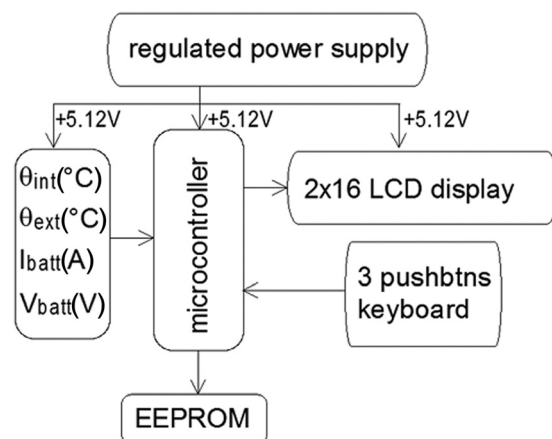 regulated power supply
+5.12V
+5.12V
+5.12V
θint(°C)
θext(°C)
Ibatt(A)
Vbatt(V)
microcontroller
2x16 LCD display
3 pushbtns
keyboard
EEPROM